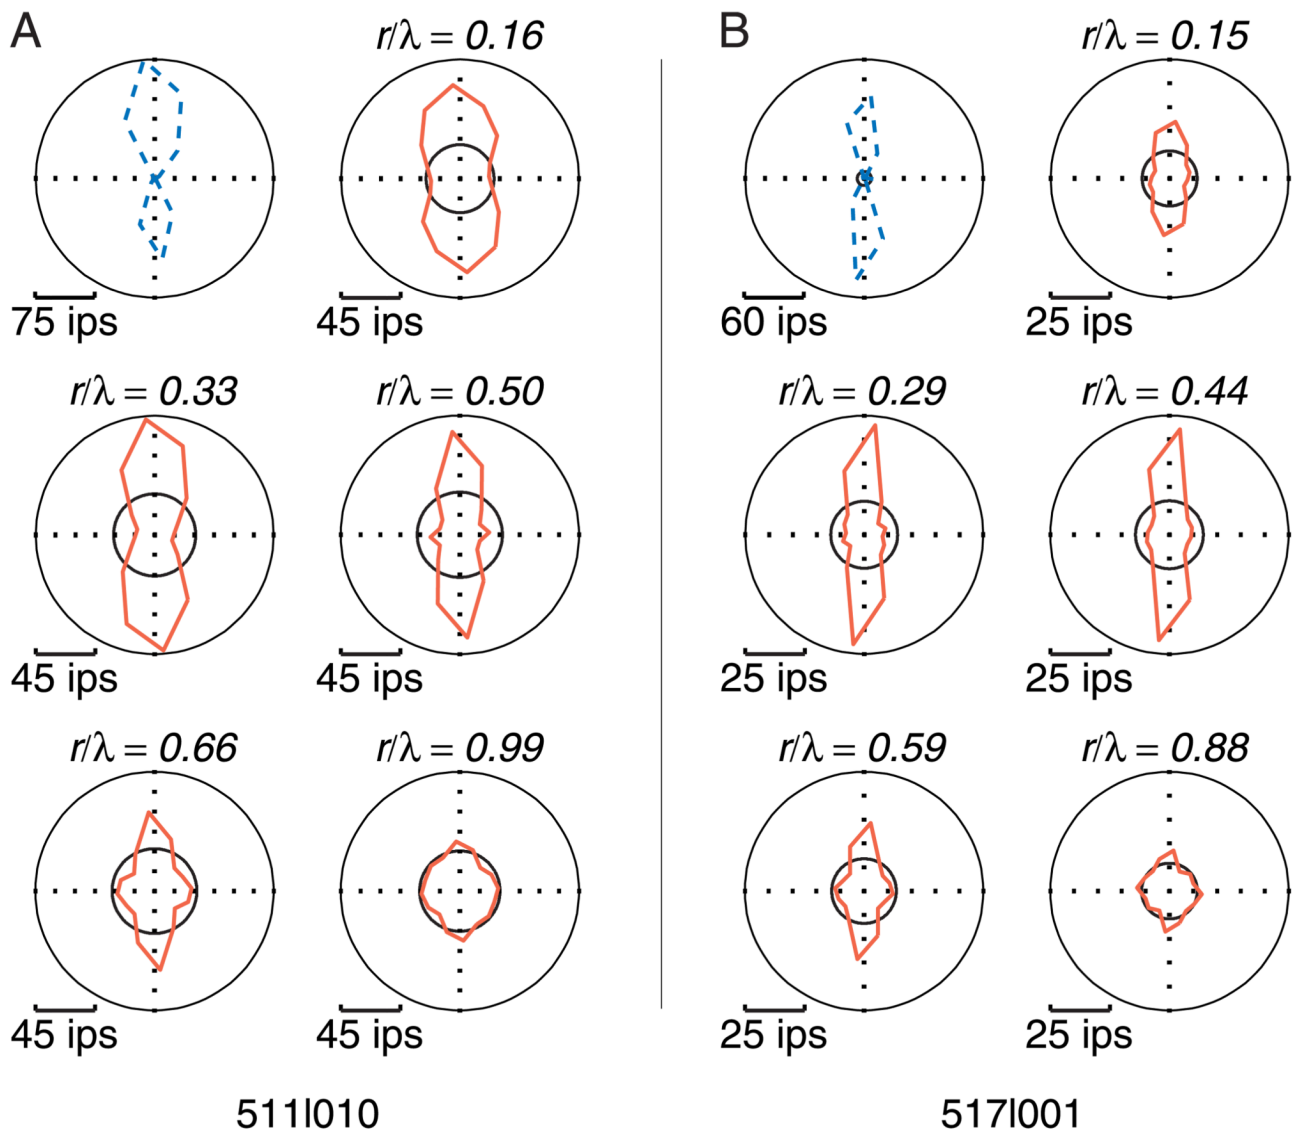 A
B
r/λ = 0.16
r/λ = 0.15
75 ips
45 ips
60 ips
25 ips
r/λ = 0.33
r/λ = 0.50
r/λ = 0.29
r/λ = 0.44
45 ips
45 ips
25 ips
25 ips
r/λ = 0.66
r/λ = 0.99
r/λ = 0.59
r/λ = 0.88
45 ips
45 ips
25 ips
25 ips
511l010
517l001